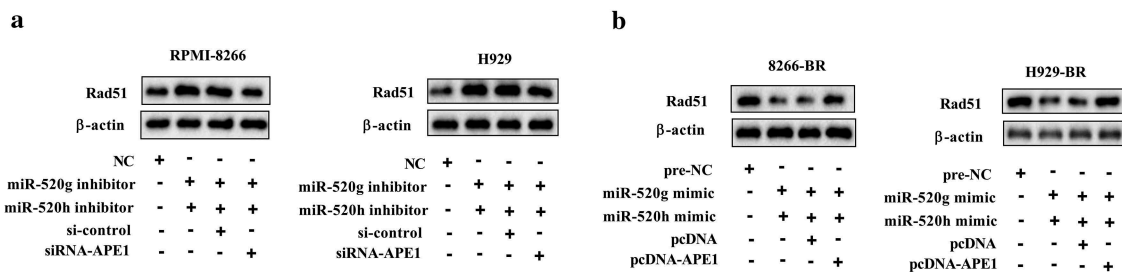 a
RPMI-8266
Rad51
β-actin
NC + - - -
miR-520g inhibitor - + + +
miR-520h inhibitor - + + +
si-control - - + -
siRNA-APE1 - - - +
H929
Rad51
β-actin
NC + - - -
miR-520g inhibitor - + + +
miR-520h inhibitor - + + +
si-control - - + -
siRNA-APE1 - - - +
b
8266-BR
Rad51
β-actin
pre-NC + - - -
miR-520g mimic - + + +
miR-520h mimic - + + +
pcDNA - - + -
pcDNA-APE1 - - - +
H929-BR
Rad51
β-actin
pre-NC + - - -
miR-520g mimic - + + +
miR-520h mimic - + + +
pcDNA - - + -
pcDNA-APE1 - - - +